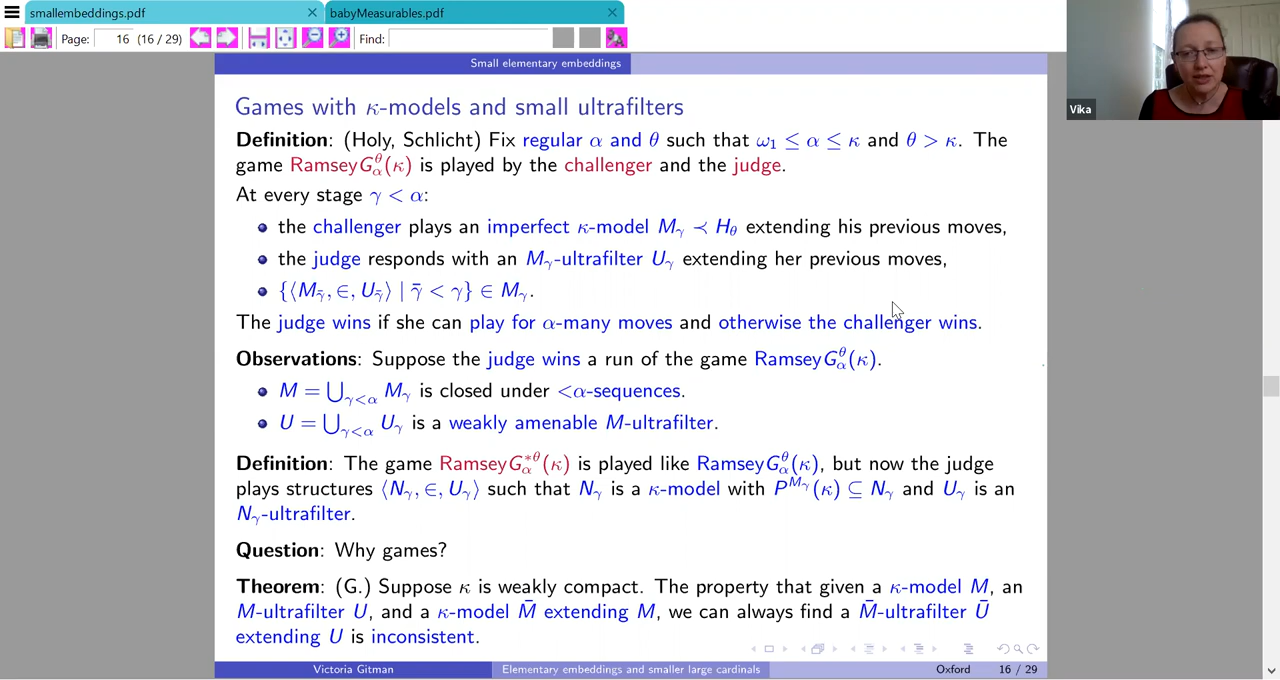 smallembeddings.pdf
babyMeasurables.pdf
Page: 16 (16 / 29) Find:
Vika
Small elementary embeddings
Games with κ-models and small ultrafilters
Definition: (Holy, Schlicht) Fix regular α and θ such that ω₁ ≤ α ≤ κ and θ > κ. The
game RamseyG^θ_α(κ) is played by the challenger and the judge.
At every stage γ < α:
the challenger plays an imperfect κ-model M_γ ≺ H_θ extending his previous moves,
the judge responds with an M_γ-ultrafilter U_γ extending her previous moves,
{⟨M_γ̄, ∈, U_γ̄⟩ | γ̄ < γ} ∈ M_γ.
The judge wins if she can play for α-many moves and otherwise the challenger wins.
Observations: Suppose the judge wins a run of the game RamseyG^θ_α(κ).
M = ⋃_{γ<α} M_γ is closed under <α-sequences.
U = ⋃_{γ<α} U_γ is a weakly amenable M-ultrafilter.
Definition: The game RamseyG^{*θ}_α(κ) is played like RamseyG^θ_α(κ), but now the judge
plays structures ⟨N_γ, ∈, U_γ⟩ such that N_γ is a κ-model with P^{M_γ}(κ) ⊆ N_γ and U_γ is an
N_γ-ultrafilter.
Question: Why games?
Theorem: (G.) Suppose κ is weakly compact. The property that given a κ-model M, an
M-ultrafilter U, and a κ-model M̄ extending M, we can always find a M̄-ultrafilter Ū
extending U is inconsistent.
Victoria Gitman
Elementary embeddings and smaller large cardinals
Oxford
16 / 29